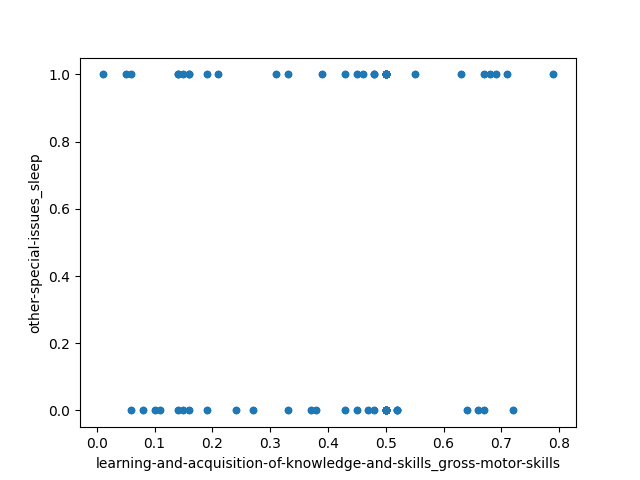 1.0
0.8
0.6
0.4
0.2
0.0
other-special-issues_sleep
0.0 0.1 0.2 0.3 0.4 0.5 0.6 0.7 0.8
learning-and-acquisition-of-knowledge-and-skills_gross-motor-skills